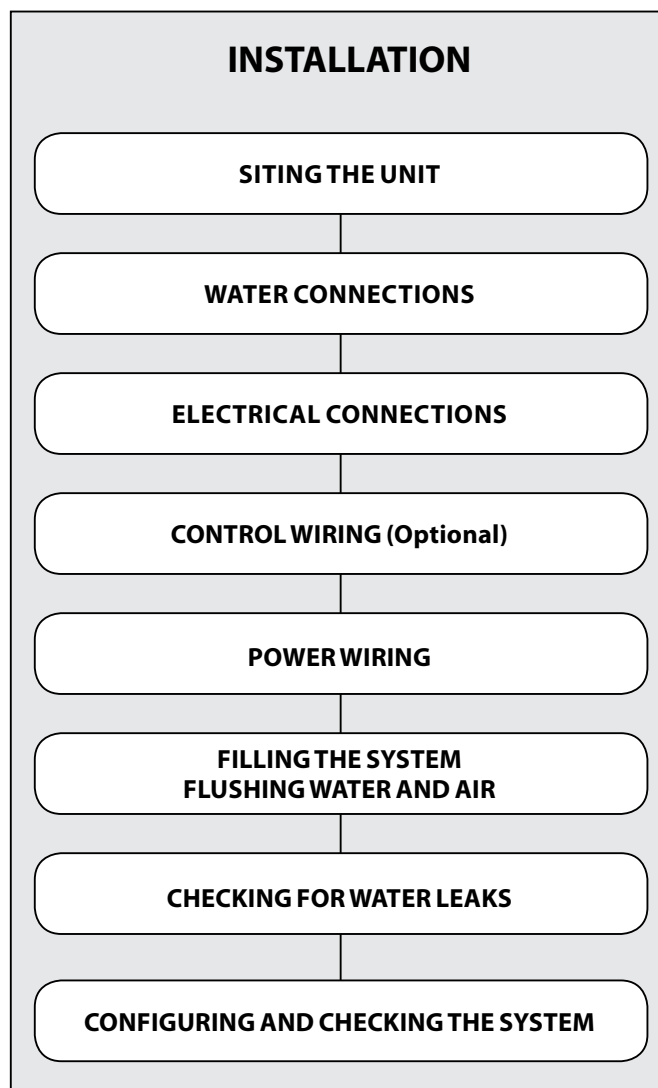 INSTALLATION
SITING THE UNIT
WATER CONNECTIONS
ELECTRICAL CONNECTIONS
CONTROL WIRING (Optional)
POWER WIRING
FILLING THE SYSTEM
FLUSHING WATER AND AIR
CHECKING FOR WATER LEAKS
CONFIGURING AND CHECKING THE SYSTEM